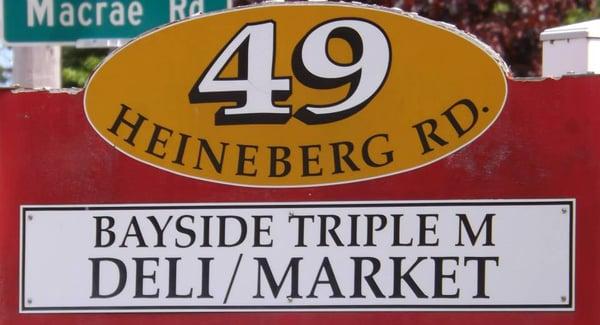 Macrae Rd
49
HEINEBERG RD.
BAYSIDE TRIPLE M
DELI/MARKET